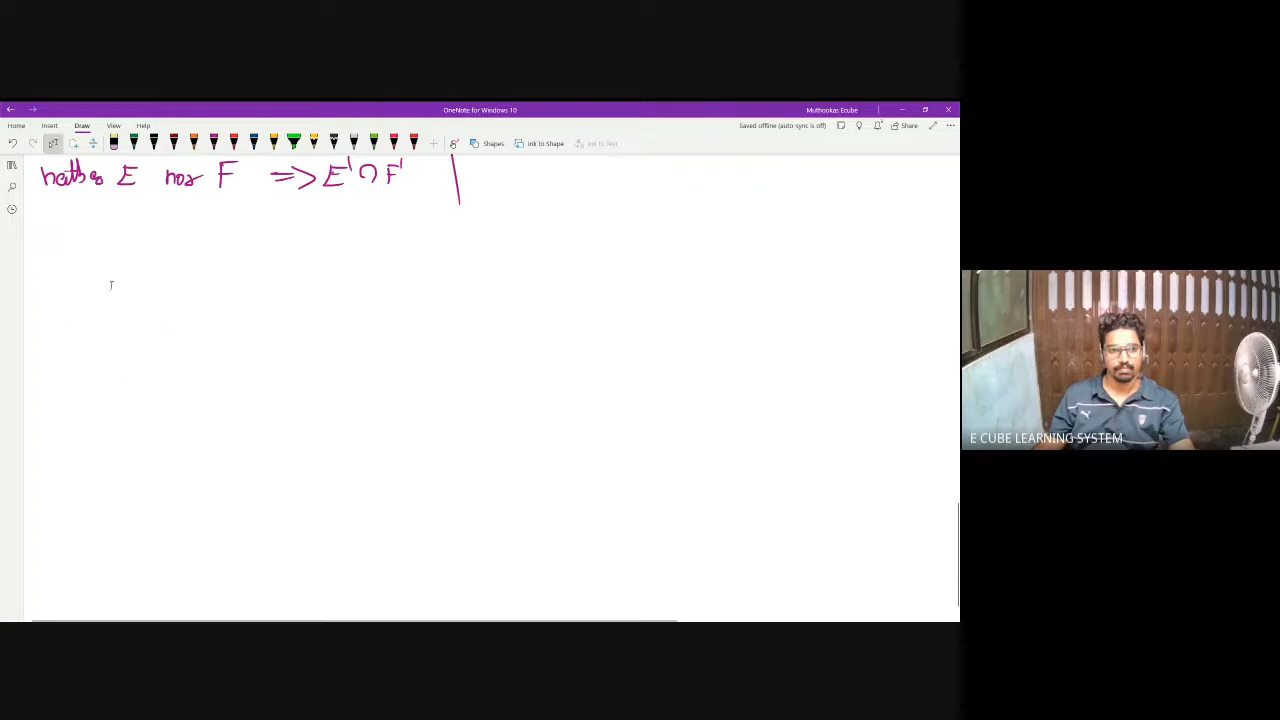 OneNote for Windows 10
Muthookas Ecube
Home Insert Draw View Help
Saved offline (auto-sync is off)
Share
Shapes Ink to Shape Ink to Text
E nor F => E' ∩ F'
E CUBE LEARNING SYSTEM